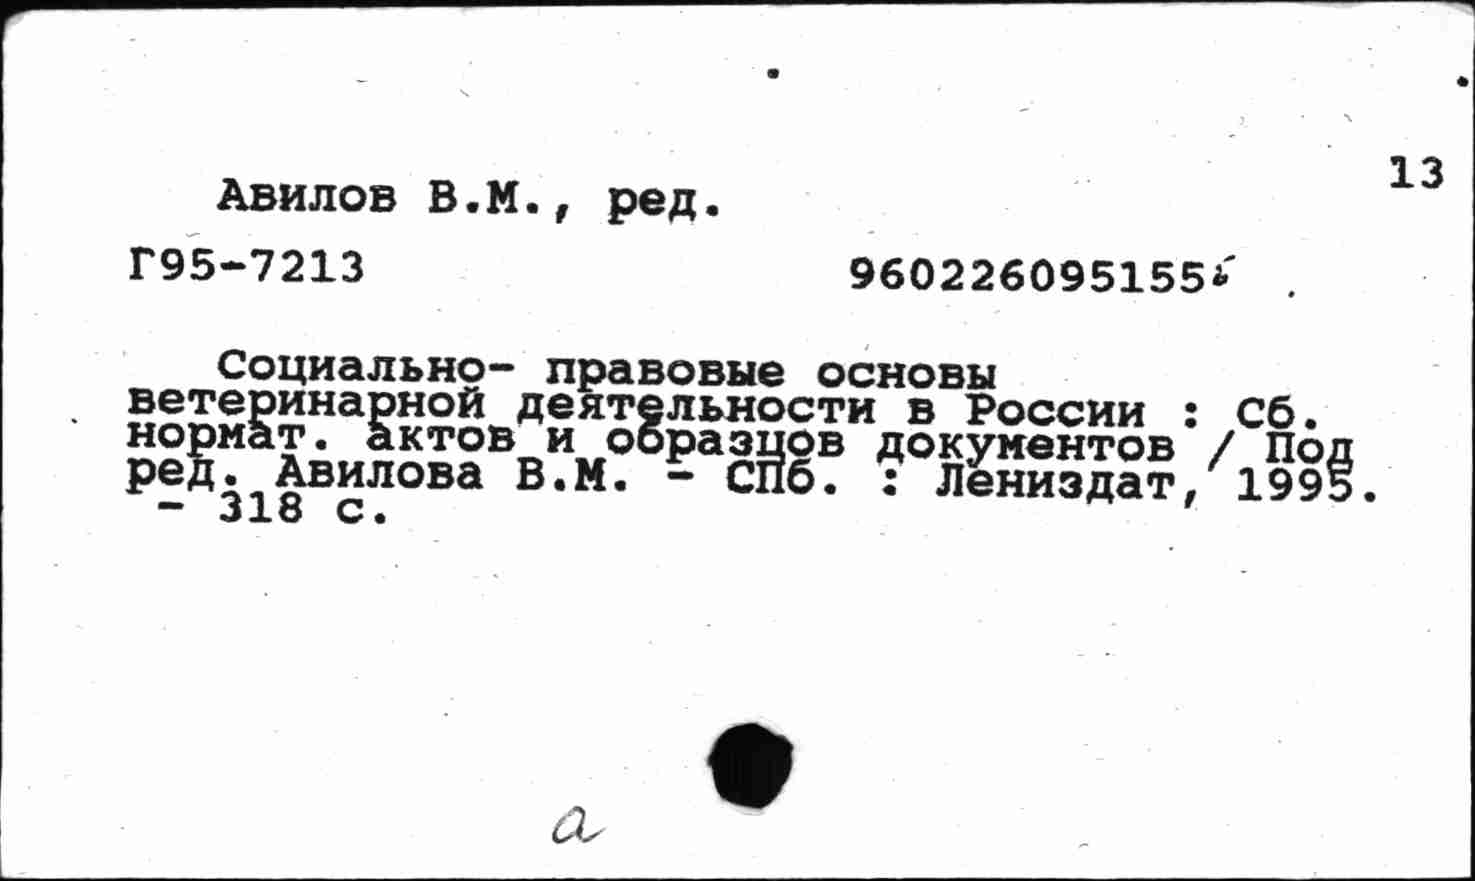 13
Авилов В.М., ред.
Г95-7213 960226095155
Социально- правовые основы
ветеринарной деятельности в России : Сб.
нормат. актов и образцов документов / Под
ред. Авилова В.М. - СПб. : Лениздат, 1995.
- 318 с.
а